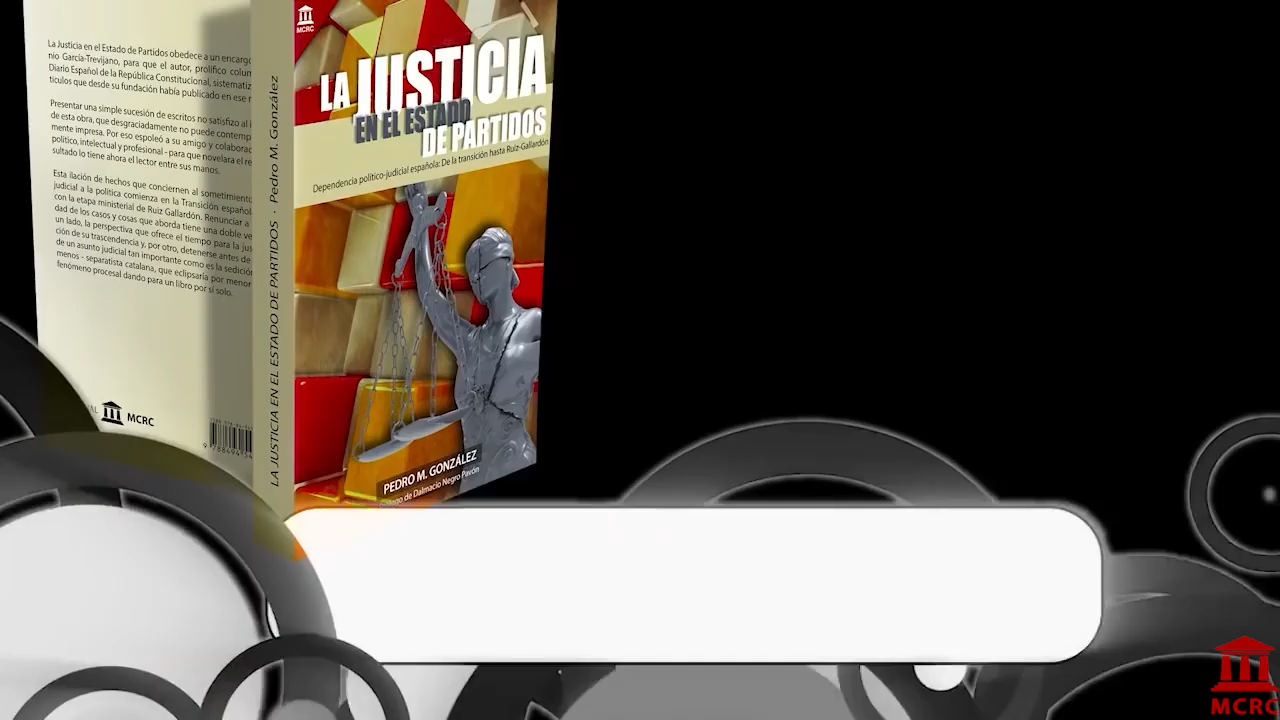 La Justicia en el Estado de Partidos obedece a un encarg
nio García-Trevijano, para que el autor, prolífico colum
Diario Español de la República Constitucional, sistematiz
tículos que desde su fundación había publicado en ese
Presentar una simple sucesión de escritos no satisfizo al
de esta obra, que desgraciadamente no puede contemp
mente impresa. Por eso espoleó a su amigo y colaborac
político, intelectual y profesional - para que novelara el re
sultado lo tiene ahora el lector entre sus manos.
Esta ilación de hechos que conciernen al sometimiento
judicial a la política comienza en la Transición español
con la etapa ministerial de Ruiz Gallardón. Renunciar a
dad de los casos y cosas que aborda tiene una doble ve
un lado, la perspectiva que ofrece el tiempo para la jus
ción de su trascendencia y, por otro, detenerse antes de
de un asunto judicial tan importante como es la sedición
menos - separatista catalana, que eclipsaría por menor
fenómeno procesal dando para un libro por sí solo.
MCRC
LA JUSTICIA EN EL ESTADO DE PARTIDOS · Pedro M. González
MCRC
LA JUSTICIA
EN EL ESTADO
DE PARTIDOS
Dependencia político-judicial española: De la transición hasta Ruiz-Gallardón
PEDRO M. GONZÁLEZ
de Dalmacio Negro Pavón
MCRC